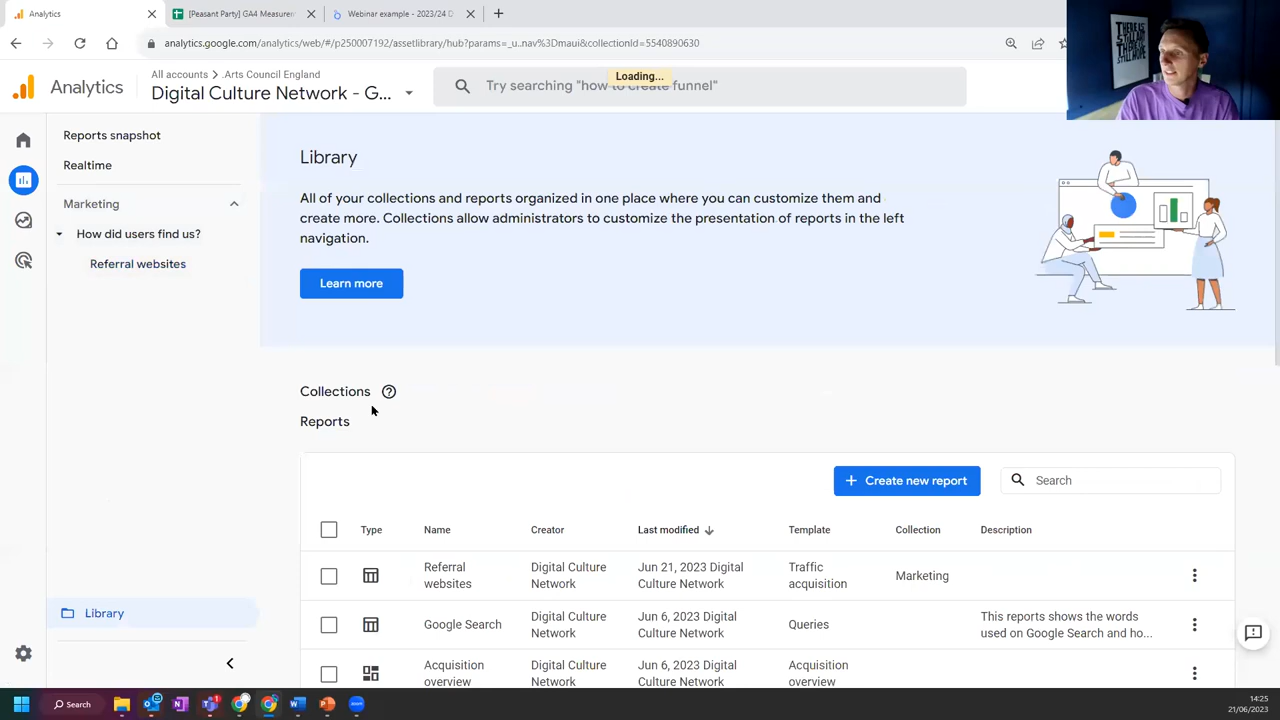 Analytics
[Peasant Party] GA4 Measurem
Webinar example - 2023/24 D
analytics.google.com/analytics/web/#/p250001192/assetlibrary/hub?params=_u..nav%3Dmaui&collectionId=5540890630
Analytics
All accounts > Arts Council England
Digital Culture Network - G...
Loading...
Try searching "how to create funnel"
THERE IS STILL MORE
Reports snapshot
Realtime
Marketing
How did users find us?
Referral websites
Library
All of your collections and reports organized in one place where you can customize them and
create more. Collections allow administrators to customize the presentation of reports in the left
navigation.
Learn more
Collections
Reports
+ Create new report
Search
Type Name Creator Last modified Template Collection Description
Referral websites Digital Culture Network Jun 21, 2023 Digital Culture Network Traffic acquisition Marketing
Google Search Digital Culture Network Jun 6, 2023 Digital Culture Network Queries This reports shows the words used on Google Search and ho...
Acquisition overview Digital Culture Network Jun 6, 2023 Digital Culture Network Acquisition overview
Library
Search
14:25
21/06/2023